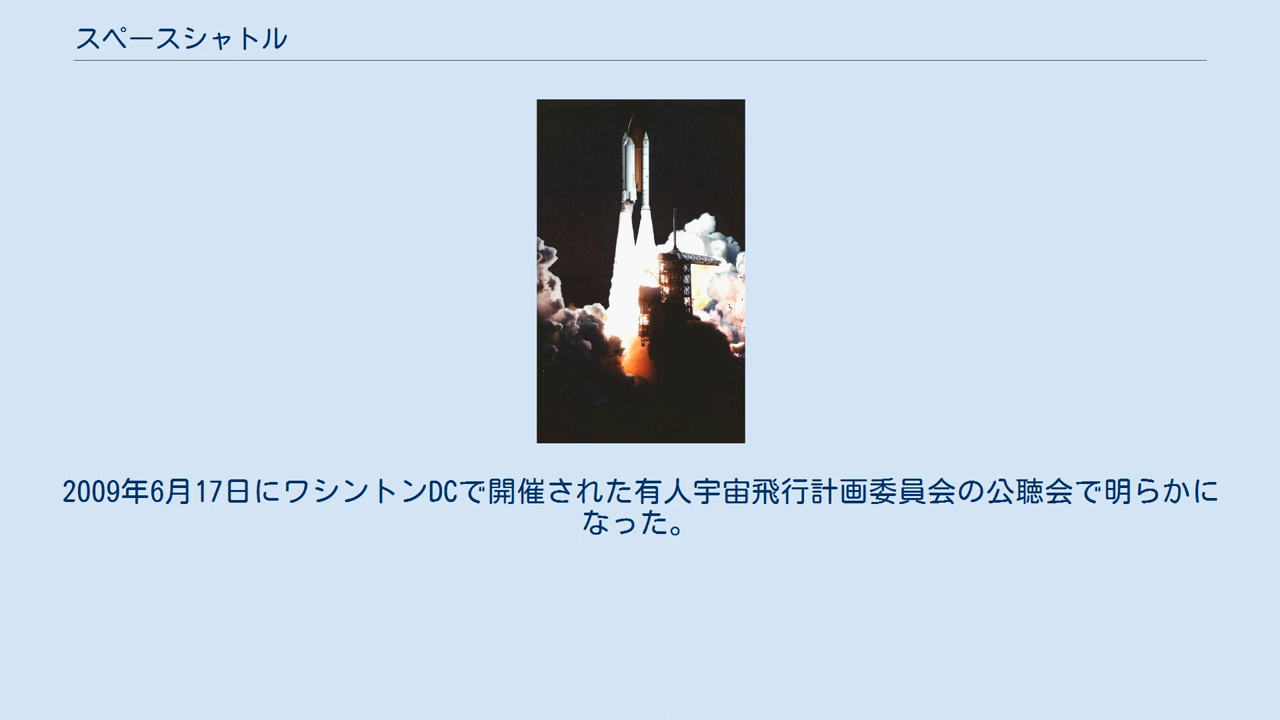 スペースシャトル
2009年6月17日にワシントンDCで開催された有人宇宙飛行計画委員会の公聴会で明らかに
なった。